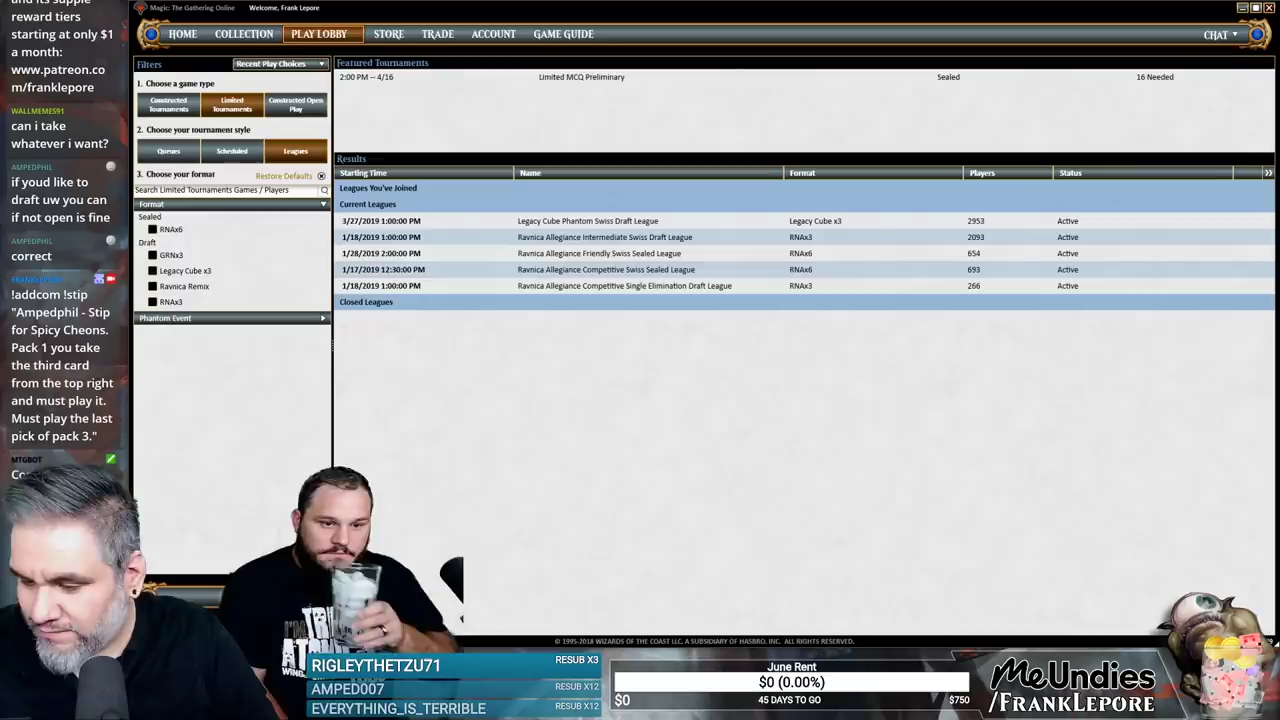 and its supple
reward tiers
starting at only $1
a month:
www.patreon.co
m/franklepore
WALLMEMES91
can i take
whatever i want?
AMPEDPHIL
if youd like to
draft uw you can
if not open is fine
AMPEDPHIL
correct
!addcom !stip
"Ampedphil - Stip
for Spicy Cheons.
Pack 1 you take
the third card
from the top right
and must play it.
Must play the last
pick of pack 3."
MTGBOT
Magic: The Gathering Online Welcome, Frank Lepore
HOME COLLECTION PLAY LOBBY STORE TRADE ACCOUNT GAME GUIDE CHAT
Filters Recent Play Choices
1. Choose a game type
Constructed Tournaments Limited Tournaments Constructed Open Play
2. Choose your tournament style
Queues Scheduled Leagues
3. Choose your format Restore Defaults
Search Limited Tournaments Games / Players
Format
Sealed
RNAx6
Draft
GRNx3
Legacy Cube x3
Ravnica Remix
RNAx3
Phantom Event
Featured Tournaments
2:00 PM -- 4/16 Limited MCQ Preliminary Sealed 16 Needed
Results
Starting Time Name Format Players Status
Leagues You've Joined
Current Leagues
3/27/2019 1:00:00 PM Legacy Cube Phantom Swiss Draft League Legacy Cube x3 2953 Active
1/18/2019 1:00:00 PM Ravnica Allegiance Intermediate Swiss Draft League RNAx3 2093 Active
1/28/2019 2:00:00 PM Ravnica Allegiance Friendly Swiss Sealed League RNAx6 654 Active
1/17/2019 12:30:00 PM Ravnica Allegiance Competitive Swiss Sealed League RNAx6 693 Active
1/18/2019 1:00:00 PM Ravnica Allegiance Competitive Single Elimination Draft League RNAx3 266 Active
Closed Leagues
© 1995-2018 WIZARDS OF THE COAST LLC, A SUBSIDIARY OF HASBRO, INC. ALL RIGHTS RESERVED.
RIGLEYTHETZU71 RESUB X3
AMPED007 RESUB X12
EVERYTHING_IS_TERRIBLE RESUB X12
June Rent
$0 (0.00%)
$0 45 DAYS TO GO $750
MeUndies
/FRANKLEPORE